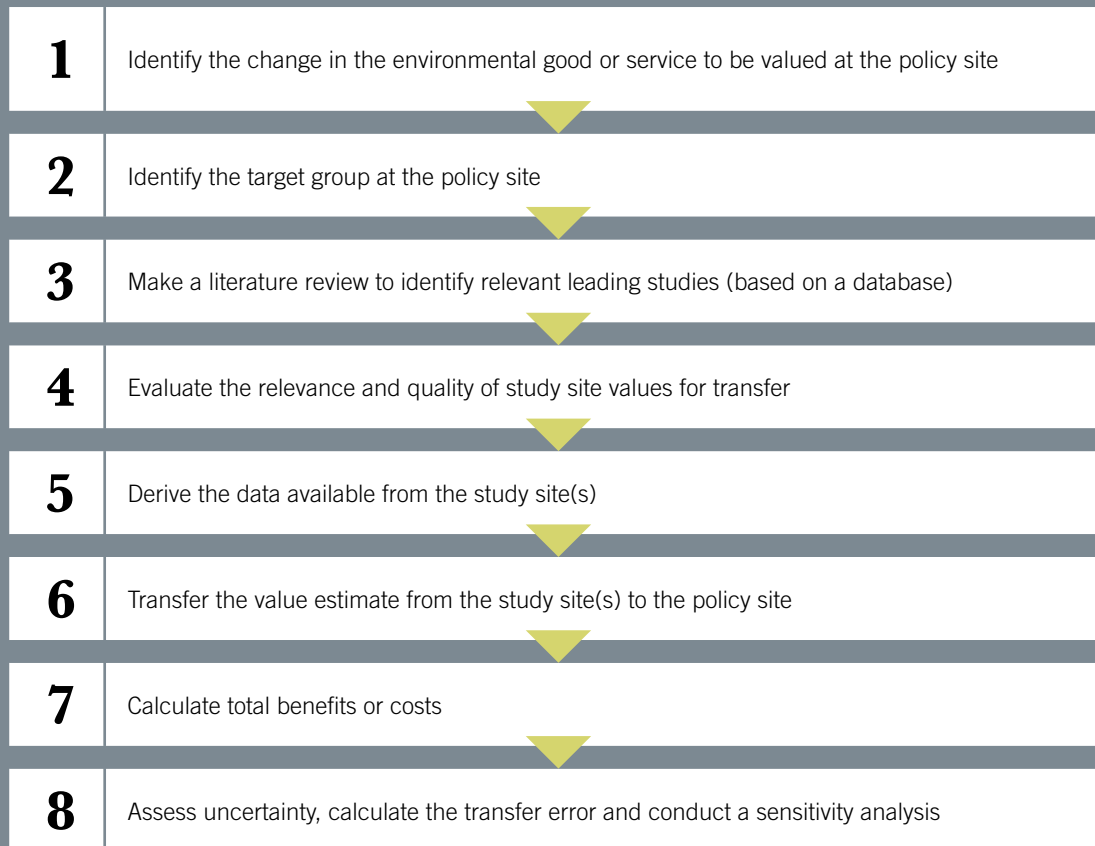 1 Identify the change in the environmental good or service to be valued at the policy site
2 Identify the target group at the policy site
3 Make a literature review to identify relevant leading studies (based on a database)
4 Evaluate the relevance and quality of study site values for transfer
5 Derive the data available from the study site(s)
6 Transfer the value estimate from the study site(s) to the policy site
7 Calculate total benefits or costs
8 Assess uncertainty, calculate the transfer error and conduct a sensitivity analysis